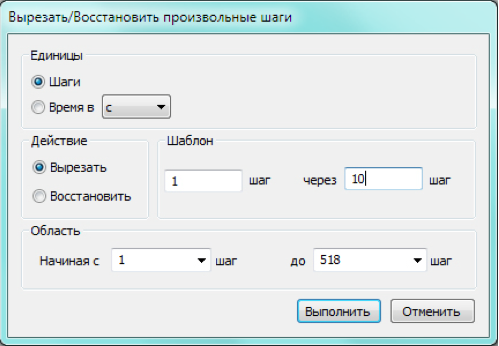 Вырезать/Восстановить произвольные шаги
Единицы
Шаги
Время в с
Действие
Вырезать
Восстановить
Шаблон
1 шаг через 10 шаг
Область
Начиная с 1 шаг до 518 шаг
Выполнить Отменить